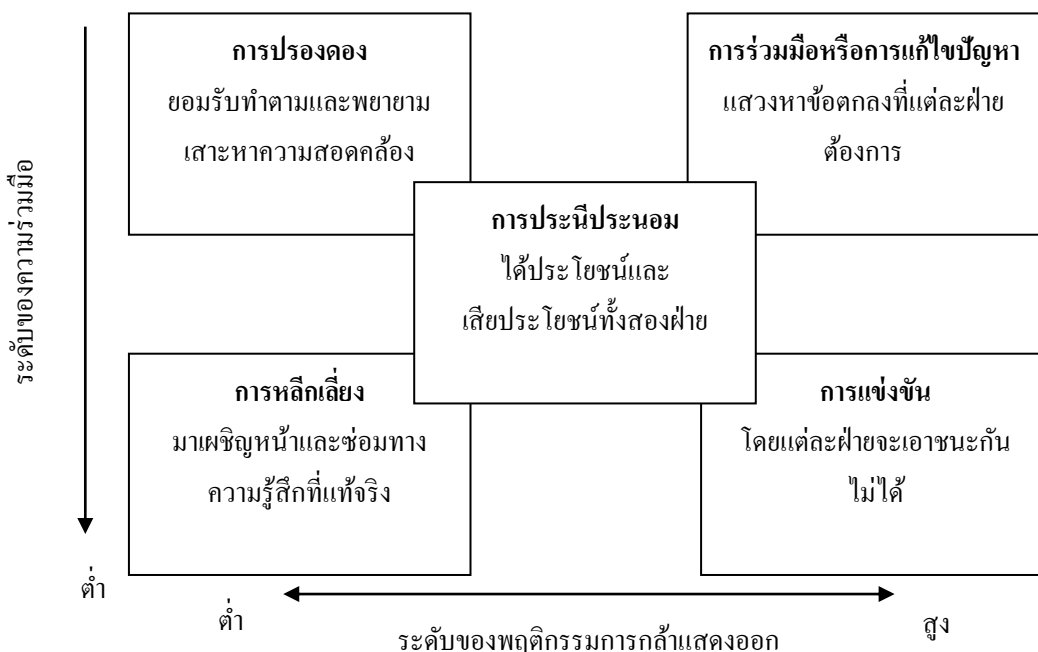 การปรองดอง
ยอมรับทำตามและพยายาม
เสาะหาความสอดคล้อง
การร่วมมือหรือการแก้ไขปัญหา
แสวงหาข้อตกลงที่แต่ละฝ่าย
ต้องการ
ระดับของความร่วมมือ
การประนีประนอม
ได้ประโยชน์และ
เสียประโยชน์ทั้งสองฝ่าย
การหลีกเลี่ยง
มาเผชิญหน้าและซ่อมทาง
ความรู้สึกที่แท้จริง
การแข่งขัน
โดยแต่ละฝ่ายจะเอาชนะกัน
ไม่ได้
ต่ำ
ต่ำ
สูง
ระดับของพฤติกรรมการกล้าแสดงออก